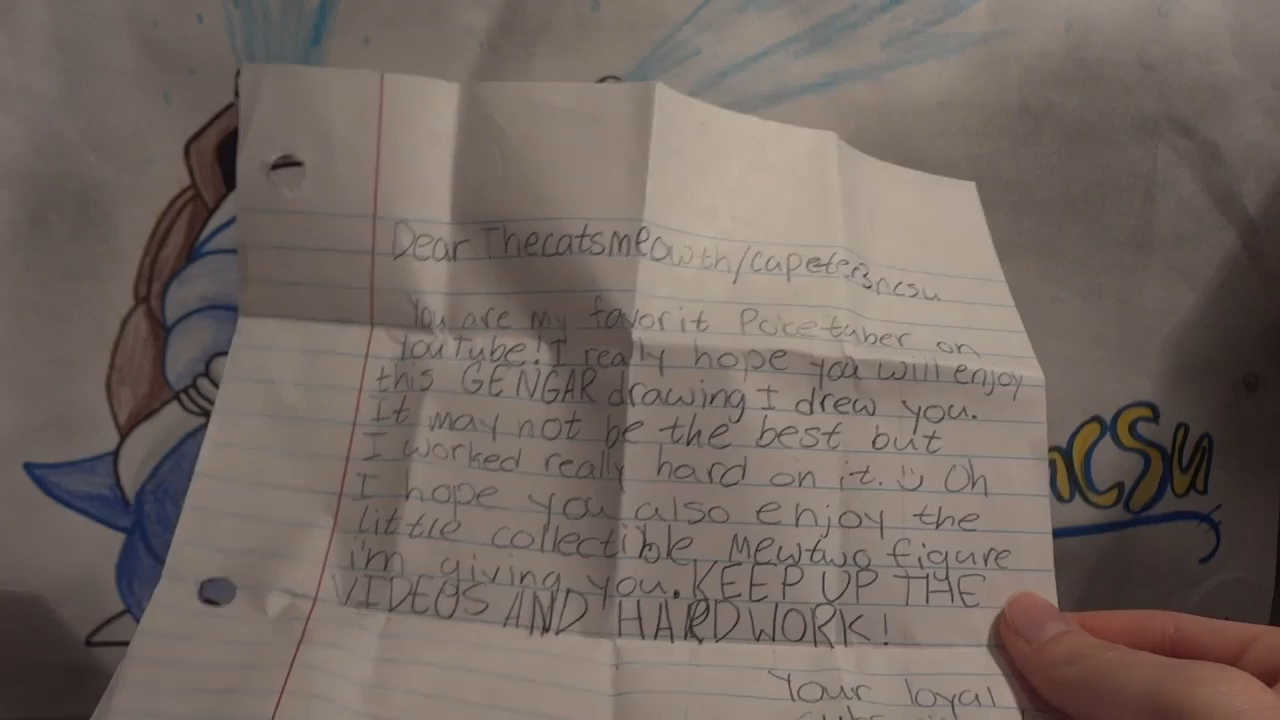 Dear Thecatsmeowth/capeter3ncsu
You are my favorit Poketuber on
YouTube! I really hope you will enjoy
this GENGAR drawing I drew you.
It may not be the best but
I worked really hard on it. Oh
I hope you also enjoy the
little collectible mewtwo figure
i'm giving you. KEEP UP THE
VIDEOS AND HARDWORK!
Your loyal
ncsu